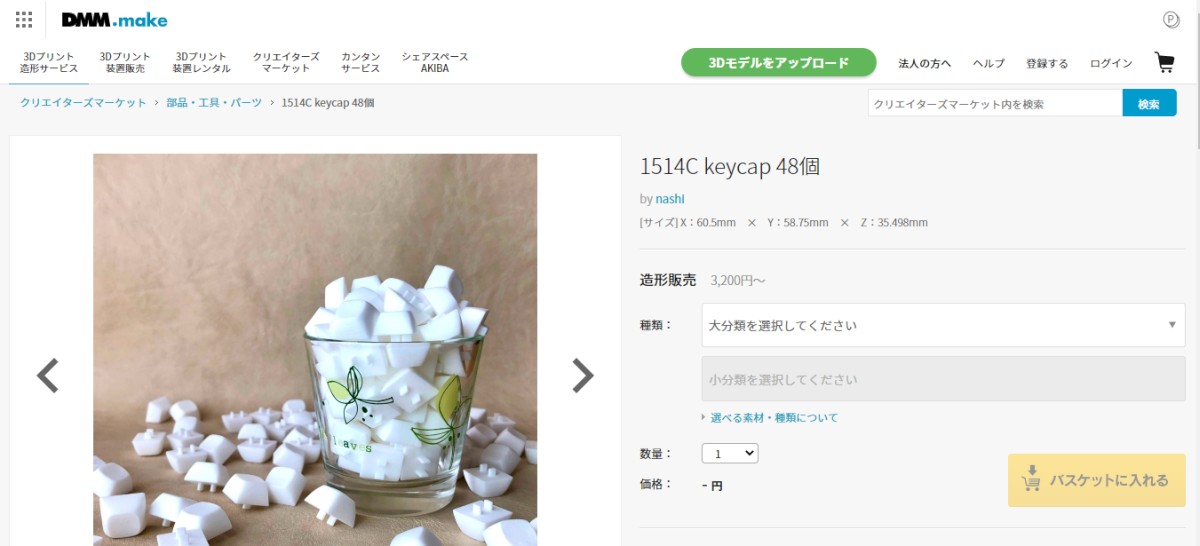 DMM.make
P
3Dプリント
造形サービス
3Dプリント
装置販売
3Dプリント
装置レンタル
クリエイターズ
マーケット
カンタン
サービス
シェアスペース
AKIBA
3Dモデルをアップロード
法人の方へ
ヘルプ
登録する
ログイン
クリエイターズマーケット › 部品・工具・パーツ › 1514C keycap 48個
クリエイターズマーケット内を検索
検索
1514C keycap 48個
by nashi
[サイズ] X：60.5mm × Y：58.75mm × Z：35.498mm
造形販売 3,200円～
種類： 大分類を選択してください
小分類を選択してください
選べる素材・種類について
数量： 1
価格： - 円
バスケットに入れる
leaves